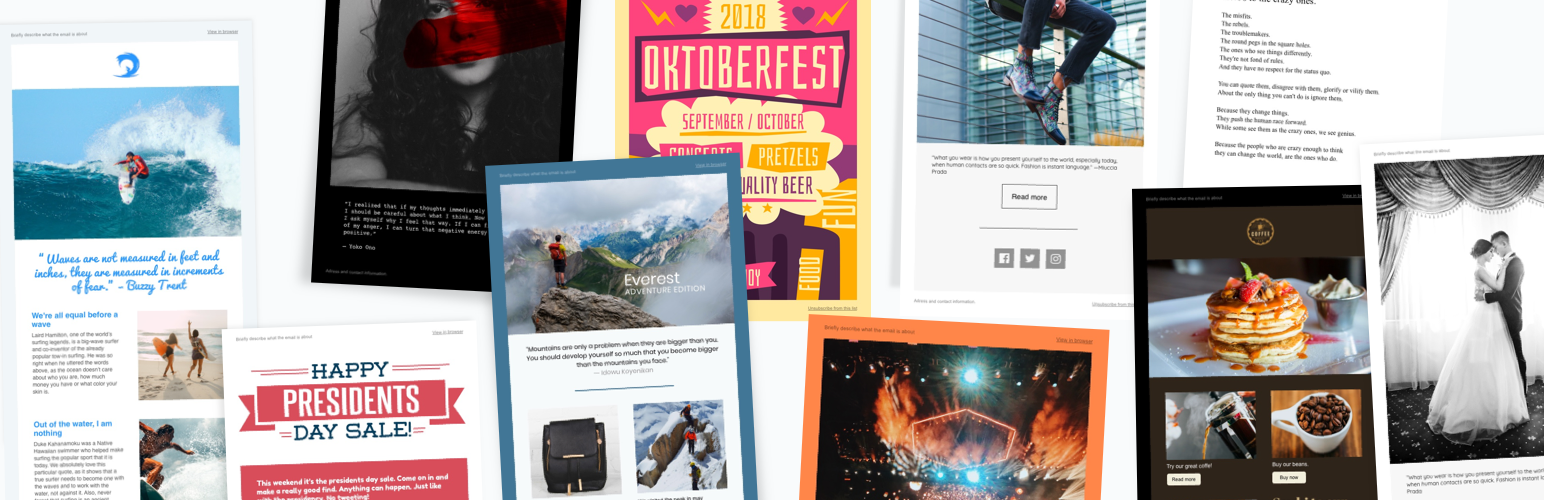 Briefly describe what the email is about
View in browser
" Waves are not measured in feet and
inches, they are measured in increments
of fear." - Buzzy Trent
We're all equal before a
wave
Laird Hamilton, one of the world's
surfing legends, is a big-wave surfer
and co-inventor of the already
popular tow-in surfing. He was so
right when he uttered the words
above, as the ocean doesn't care
about who you are, how much
money you have or what color your
skin is.
Out of the water, I am
nothing
Duke Kahanamoku was a Native
Hawaiian swimmer who helped make
surfing the popular sport that it is
today. We absolutely love this
particular quote, as it shows that is
true surfer needs to become one with
the waves and to work with the
water, not against it. Also, never
"I realized that if my thoughts immediately
I should be careful about what I think. Now
I ask myself why I feel that way. If I can f
of my anger, I can turn that negative energy
positive."
— Yoko Ono
Adress and contact information
Briefly describe what the email is about
View in browser
HAPPY
PRESIDENTS
DAY SALE!
This weekend it's the presidents day sale. Come on in and
make a really good find. Anything can happen. Just like
with the presidency. No tweeting!
Briefly describe what the email is about
View in browser
Everest
ADVENTURE EDITION
"Mountains are only a problem when they are bigger than you.
You should develop yourself so much that you become bigger
than the mountains you face."
— Idowu Koyenikan
2018
OKTOBERFEST
SEPTEMBER / OCTOBER
CONCERTS
PRETZELS
UALITY BEER
FUN
FOOD
JOY
Unsubscribe from this list
"What you wear is how you present yourself to the world, especially today,
when human contacts are so quick. Fashion is instant language." —Miuccia
Prada
Read more
Adress and contact information
Unsubscribe from this
Briefly describe what the email is about
View in browser
The misfits.
The rebels.
The troublemakers.
The round pegs in the square holes.
The ones who see things differently.
They're not fond of rules.
And they have no respect for the status quo.
You can quote them, disagree with them, glorify or vilify them.
About the only thing you can't do is ignore them.
Because they change things.
They push the human race forward.
While some see them as the crazy ones, we see genius.
Because the people who are crazy enough to think
they can change the world, are the ones who do.
Briefly describe what the email is about
View in b
COFFEE
Try our great coffe!
Read more
Buy our beans.
Buy now
Briefly describe what the email is about
"What you wear is how you present yourself to the world
when human contacts are so quick. Fashion is instant la
Prada